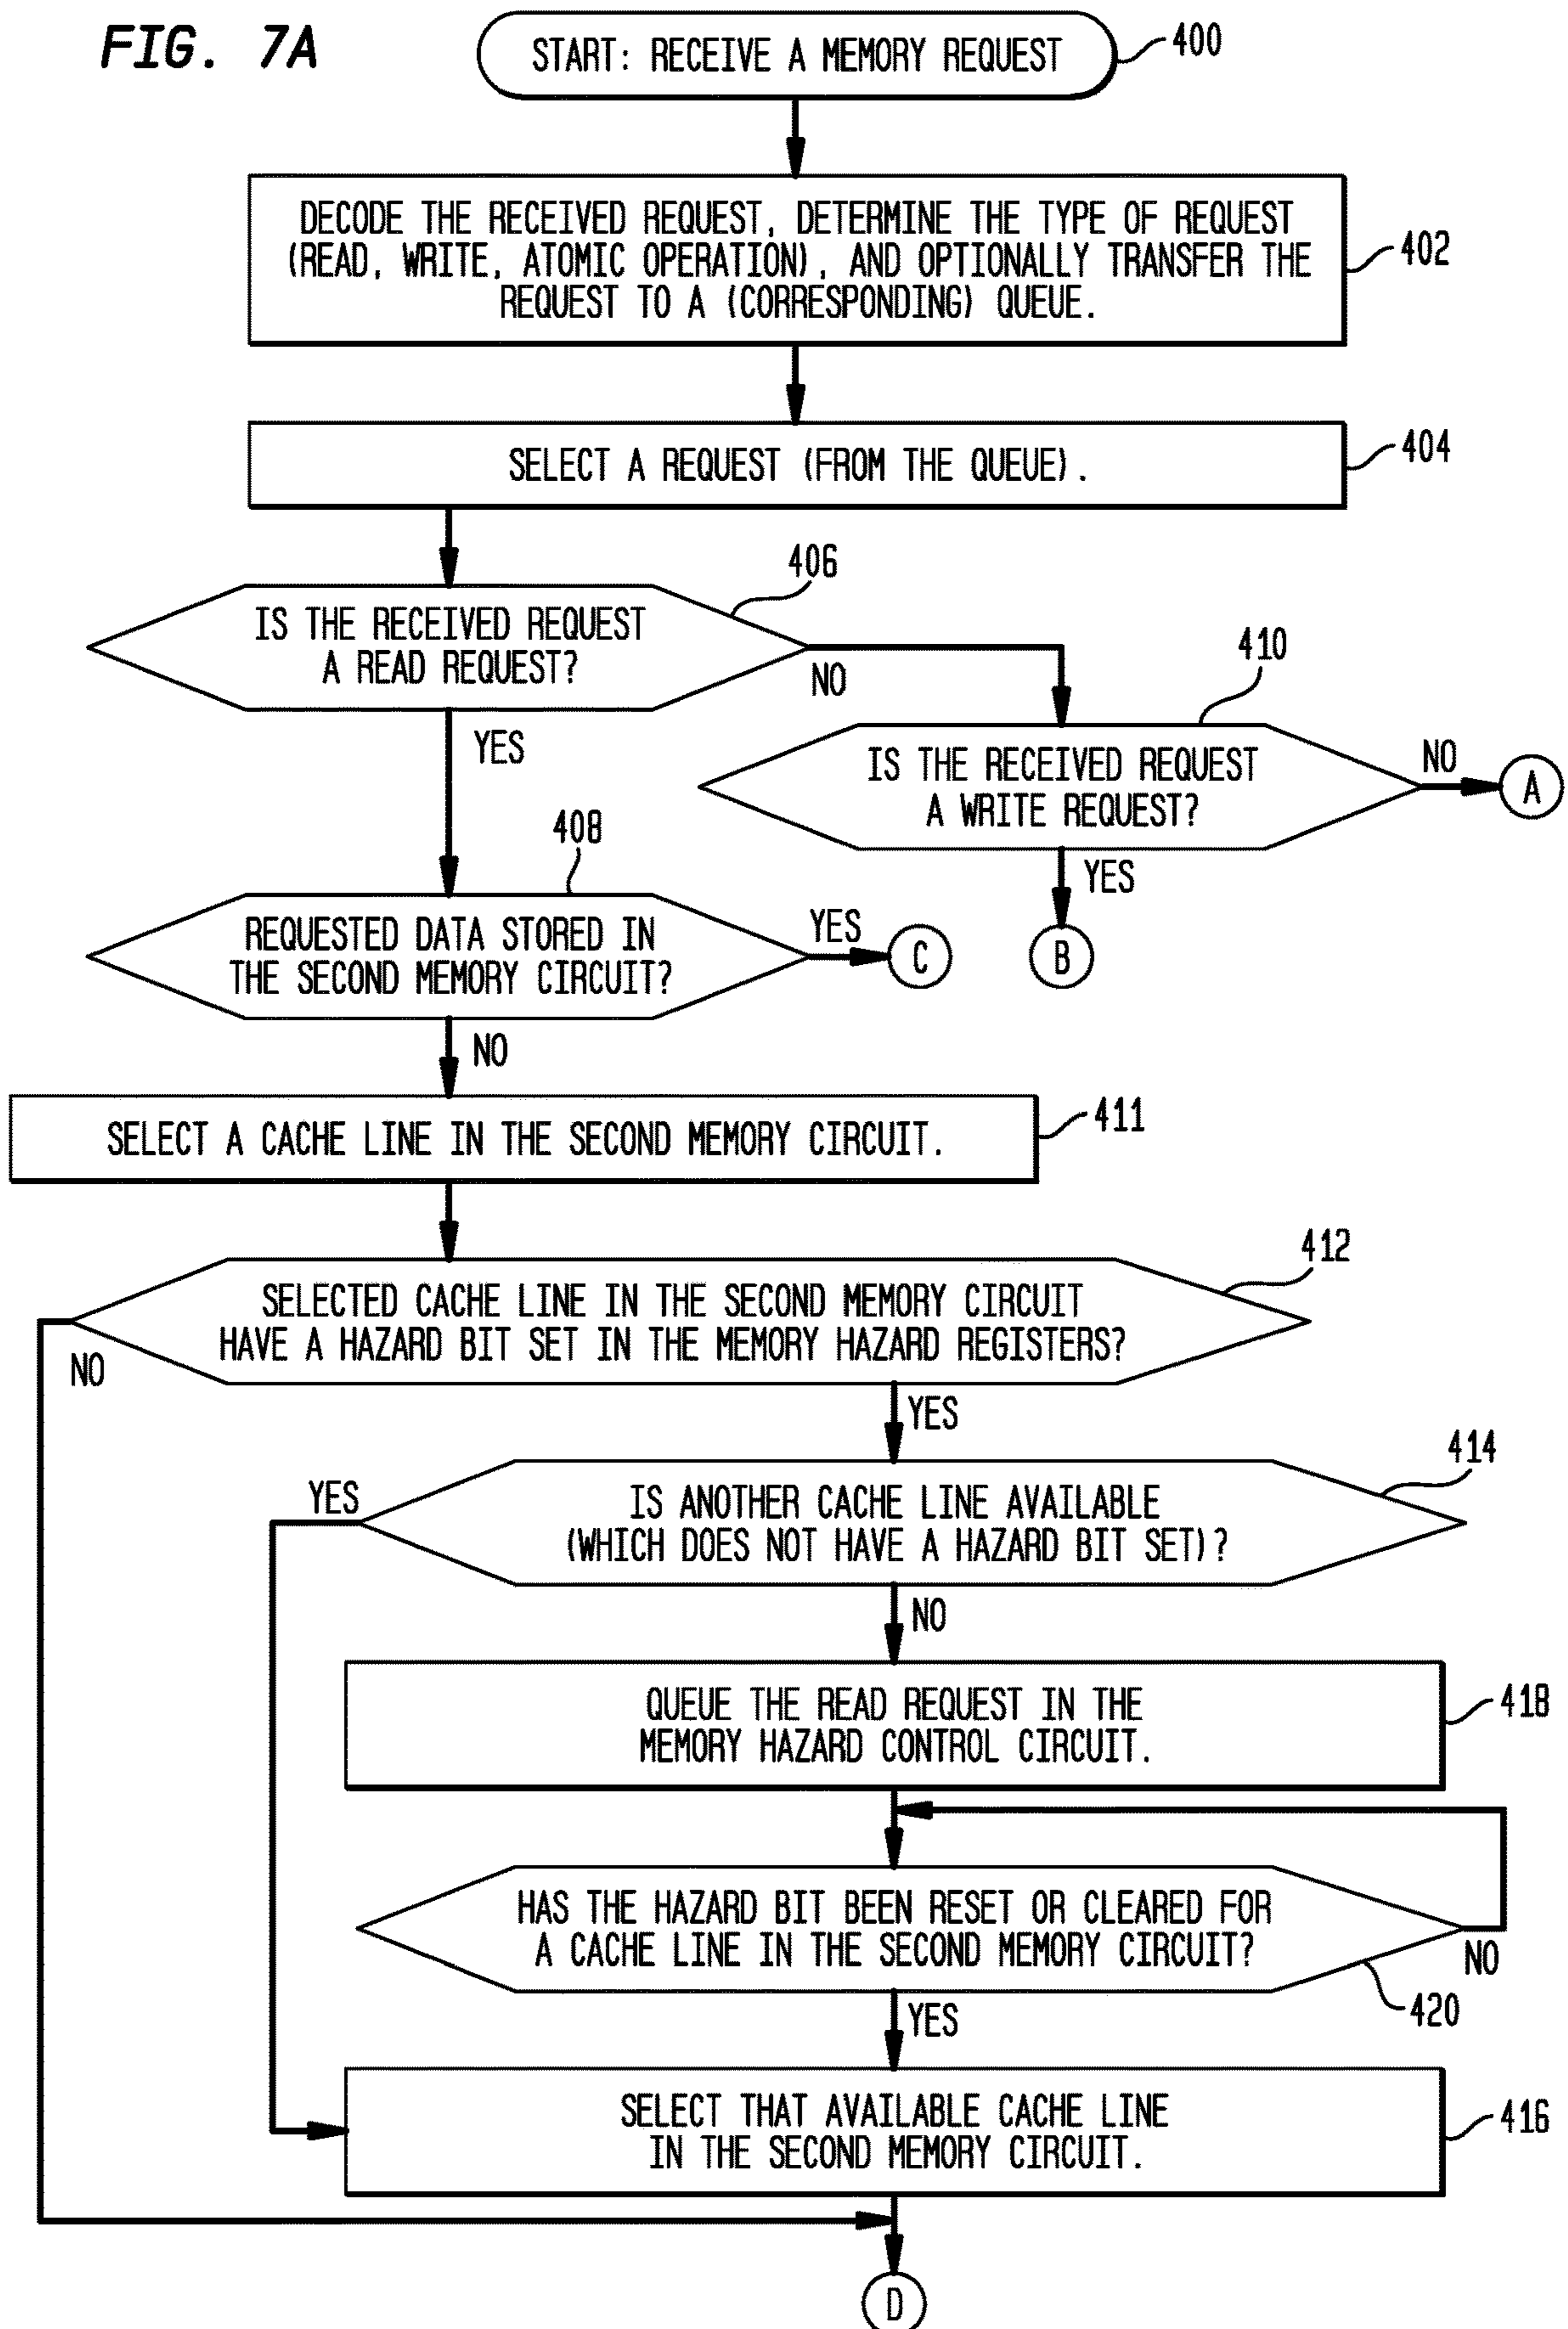 FIG. 7A
START: RECEIVE A MEMORY REQUEST
400
DECODE THE RECEIVED REQUEST, DETERMINE THE TYPE OF REQUEST
(READ, WRITE, ATOMIC OPERATION), AND OPTIONALLY TRANSFER THE
REQUEST TO A (CORRESPONDING) QUEUE.
402
SELECT A REQUEST (FROM THE QUEUE).
404
406
IS THE RECEIVED REQUEST
A READ REQUEST?
NO
YES
410
IS THE RECEIVED REQUEST
A WRITE REQUEST?
NO
A
YES
B
408
REQUESTED DATA STORED IN
THE SECOND MEMORY CIRCUIT?
YES
C
NO
SELECT A CACHE LINE IN THE SECOND MEMORY CIRCUIT.
411
412
SELECTED CACHE LINE IN THE SECOND MEMORY CIRCUIT
HAVE A HAZARD BIT SET IN THE MEMORY HAZARD REGISTERS?
NO
YES
414
IS ANOTHER CACHE LINE AVAILABLE
(WHICH DOES NOT HAVE A HAZARD BIT SET)?
YES
NO
QUEUE THE READ REQUEST IN THE
MEMORY HAZARD CONTROL CIRCUIT.
418
HAS THE HAZARD BIT BEEN RESET OR CLEARED FOR
A CACHE LINE IN THE SECOND MEMORY CIRCUIT?
NO
420
YES
SELECT THAT AVAILABLE CACHE LINE
IN THE SECOND MEMORY CIRCUIT.
416
D